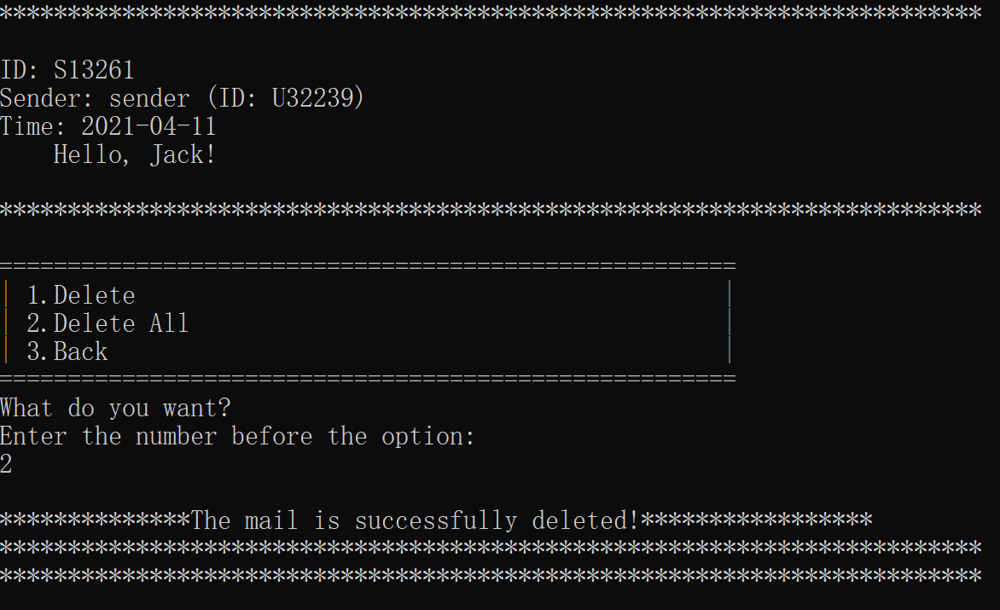 ************************************************************************
ID: S13261
Sender: sender (ID: U32239)
Time: 2021-04-11
    Hello, Jack!
************************************************************************
======================================================
| 1.Delete                                           |
| 2.Delete All                                       |
| 3.Back                                             |
======================================================
What do you want?
Enter the number before the option:
2
**************The mail is successfully deleted!*****************
************************************************************************
************************************************************************